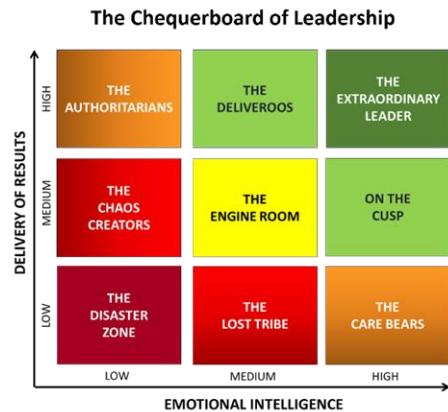 The Chequerboard of Leadership
DELIVERY OF RESULTS
HIGH
THE
AUTHORITARIANS
THE
DELIVEROOS
THE
EXTRAORDINARY
LEADER
MEDIUM
THE
CHAOS
CREATORS
THE
ENGINE ROOM
ON THE
CUSP
LOW
THE
DISASTER
ZONE
THE
LOST TRIBE
THE
CARE BEARS
LOW
MEDIUM
HIGH
EMOTIONAL INTELLIGENCE